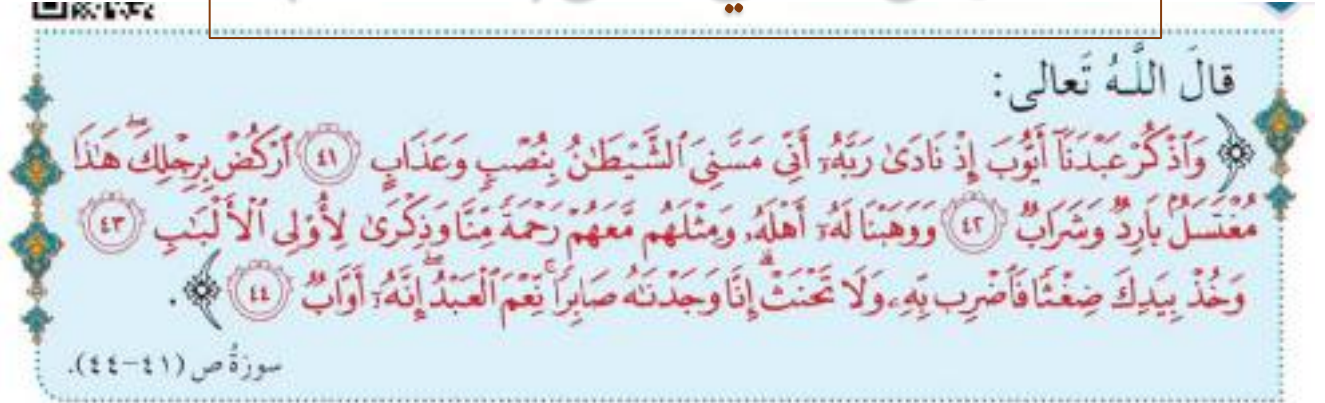 قالَ اللَّهُ تَعالى:
﴿ وَٱذْكُرْ عَبْدَنَآ أَيُّوبَ إِذْ نَادَىٰ رَبَّهُۥٓ أَنِّى مَسَّنِىَ ٱلشَّيْطَٰنُ بِنُصْبٍ وَعَذَابٍ ﴿٤١﴾ ٱرْكُضْ بِرِجْلِكَ ۖ هَٰذَا
مُغْتَسَلٌۢ بَارِدٌ وَشَرَابٌ ﴿٤٢﴾ وَوَهَبْنَا لَهُۥٓ أَهْلَهُۥ وَمِثْلَهُم مَّعَهُمْ رَحْمَةً مِّنَّا وَذِكْرَىٰ لِأُوْلِى ٱلْأَلْبَٰبِ ﴿٤٣﴾
وَخُذْ بِيَدِكَ ضِغْثًا فَٱضْرِب بِّهِۦ وَلَا تَحْنَثْ ۗ إِنَّا وَجَدْنَٰهُ صَابِرًا ۚ نِّعْمَ ٱلْعَبْدُ ۖ إِنَّهُۥٓ أَوَّابٌ ﴿٤٤﴾ ﴾.
سورَةُ ص (٤١-٤٤).